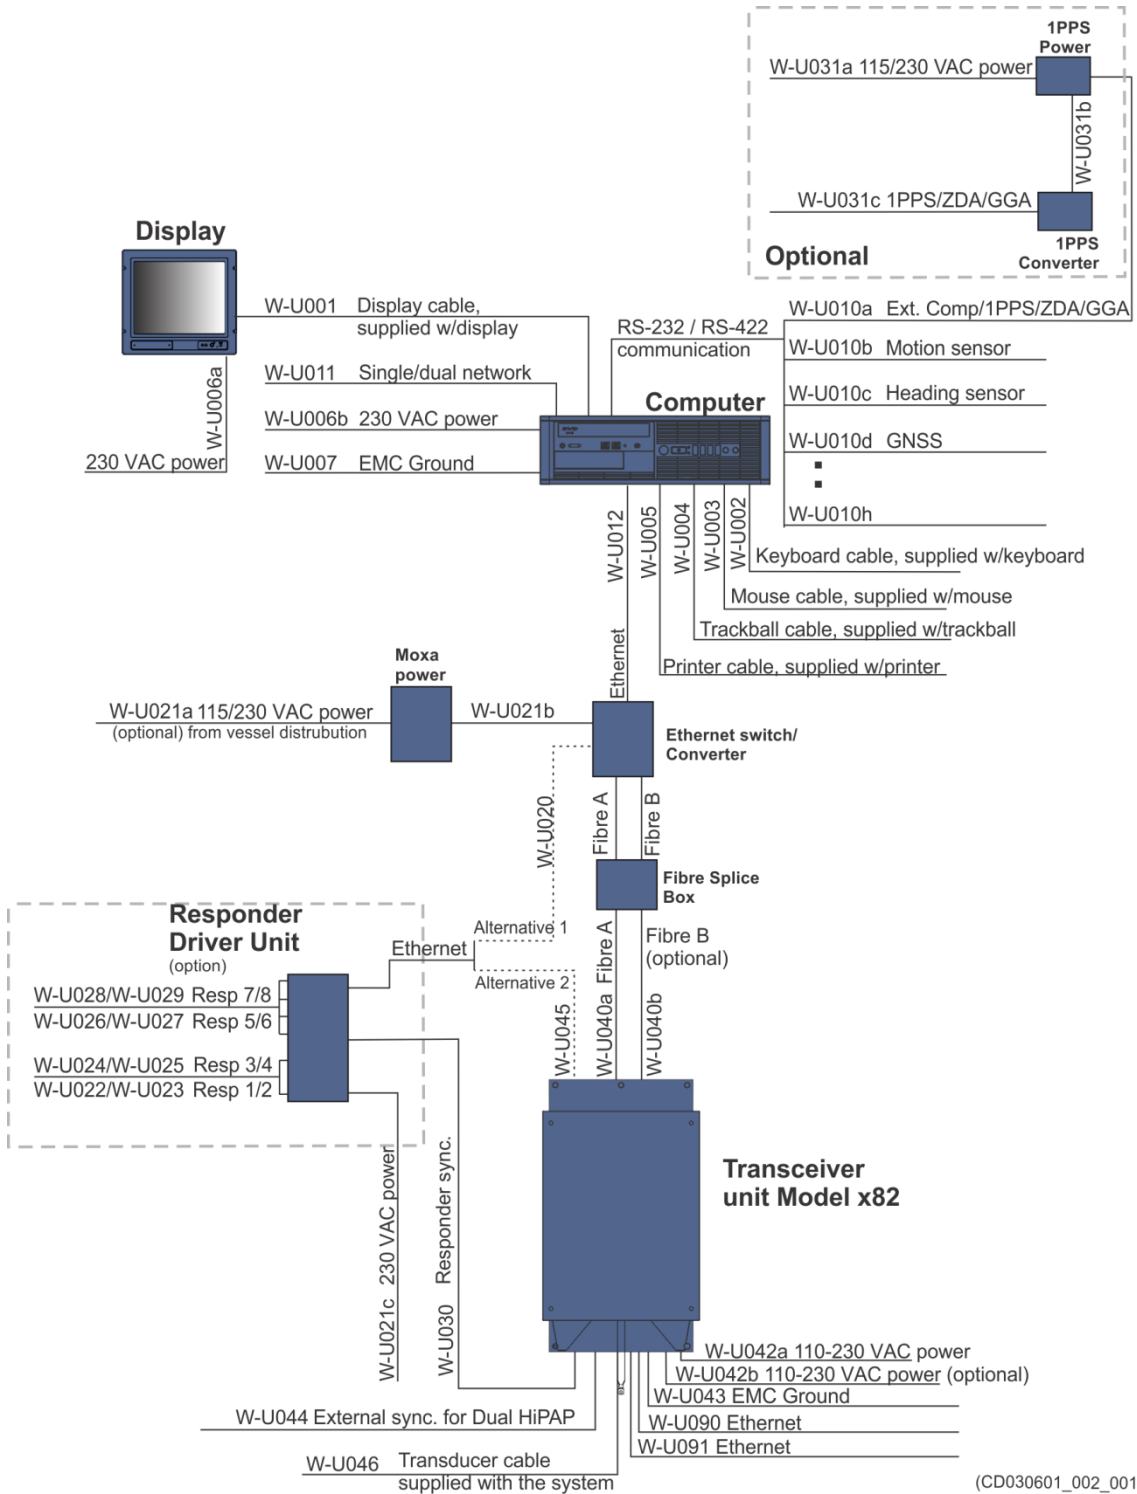 1PPS
Power
W-U031a 115/230 VAC power
W-U031b
W-U031c 1PPS/ZDA/GGA
1PPS
Converter
Optional
Display
W-U001 Display cable,
supplied w/display
W-U006a
230 VAC power
W-U011 Single/dual network
W-U006b 230 VAC power
W-U007 EMC Ground
RS-232 / RS-422
communication
Computer
W-U010a Ext. Comp/1PPS/ZDA/GGA
W-U010b Motion sensor
W-U010c Heading sensor
W-U010d GNSS
W-U010h
W-U012
W-U005
W-U004
W-U003
W-U002
Keyboard cable, supplied w/keyboard
Mouse cable, supplied w/mouse
Trackball cable, supplied w/trackball
Printer cable, supplied w/printer
Ethernet
Moxa
power
W-U021a 115/230 VAC power
(optional) from vessel distrubution
W-U021b
Ethernet switch/
Converter
W-U020
Fibre A
Fibre B
Fibre Splice
Box
Responder
Driver Unit
(option)
Ethernet
Alternative 1
Alternative 2
Fibre B
(optional)
W-U028/W-U029 Resp 7/8
W-U026/W-U027 Resp 5/6
W-U024/W-U025 Resp 3/4
W-U022/W-U023 Resp 1/2
W-U045
W-U040a Fibre A
W-U040b
W-U021c 230 VAC power
W-U030 Responder sync.
Transceiver
unit Model x82
W-U042a 110-230 VAC power
W-U042b 110-230 VAC power (optional)
W-U043 EMC Ground
W-U090 Ethernet
W-U091 Ethernet
W-U044 External sync. for Dual HiPAP
W-U046 Transducer cable
supplied with the system
(CD030601_002_001